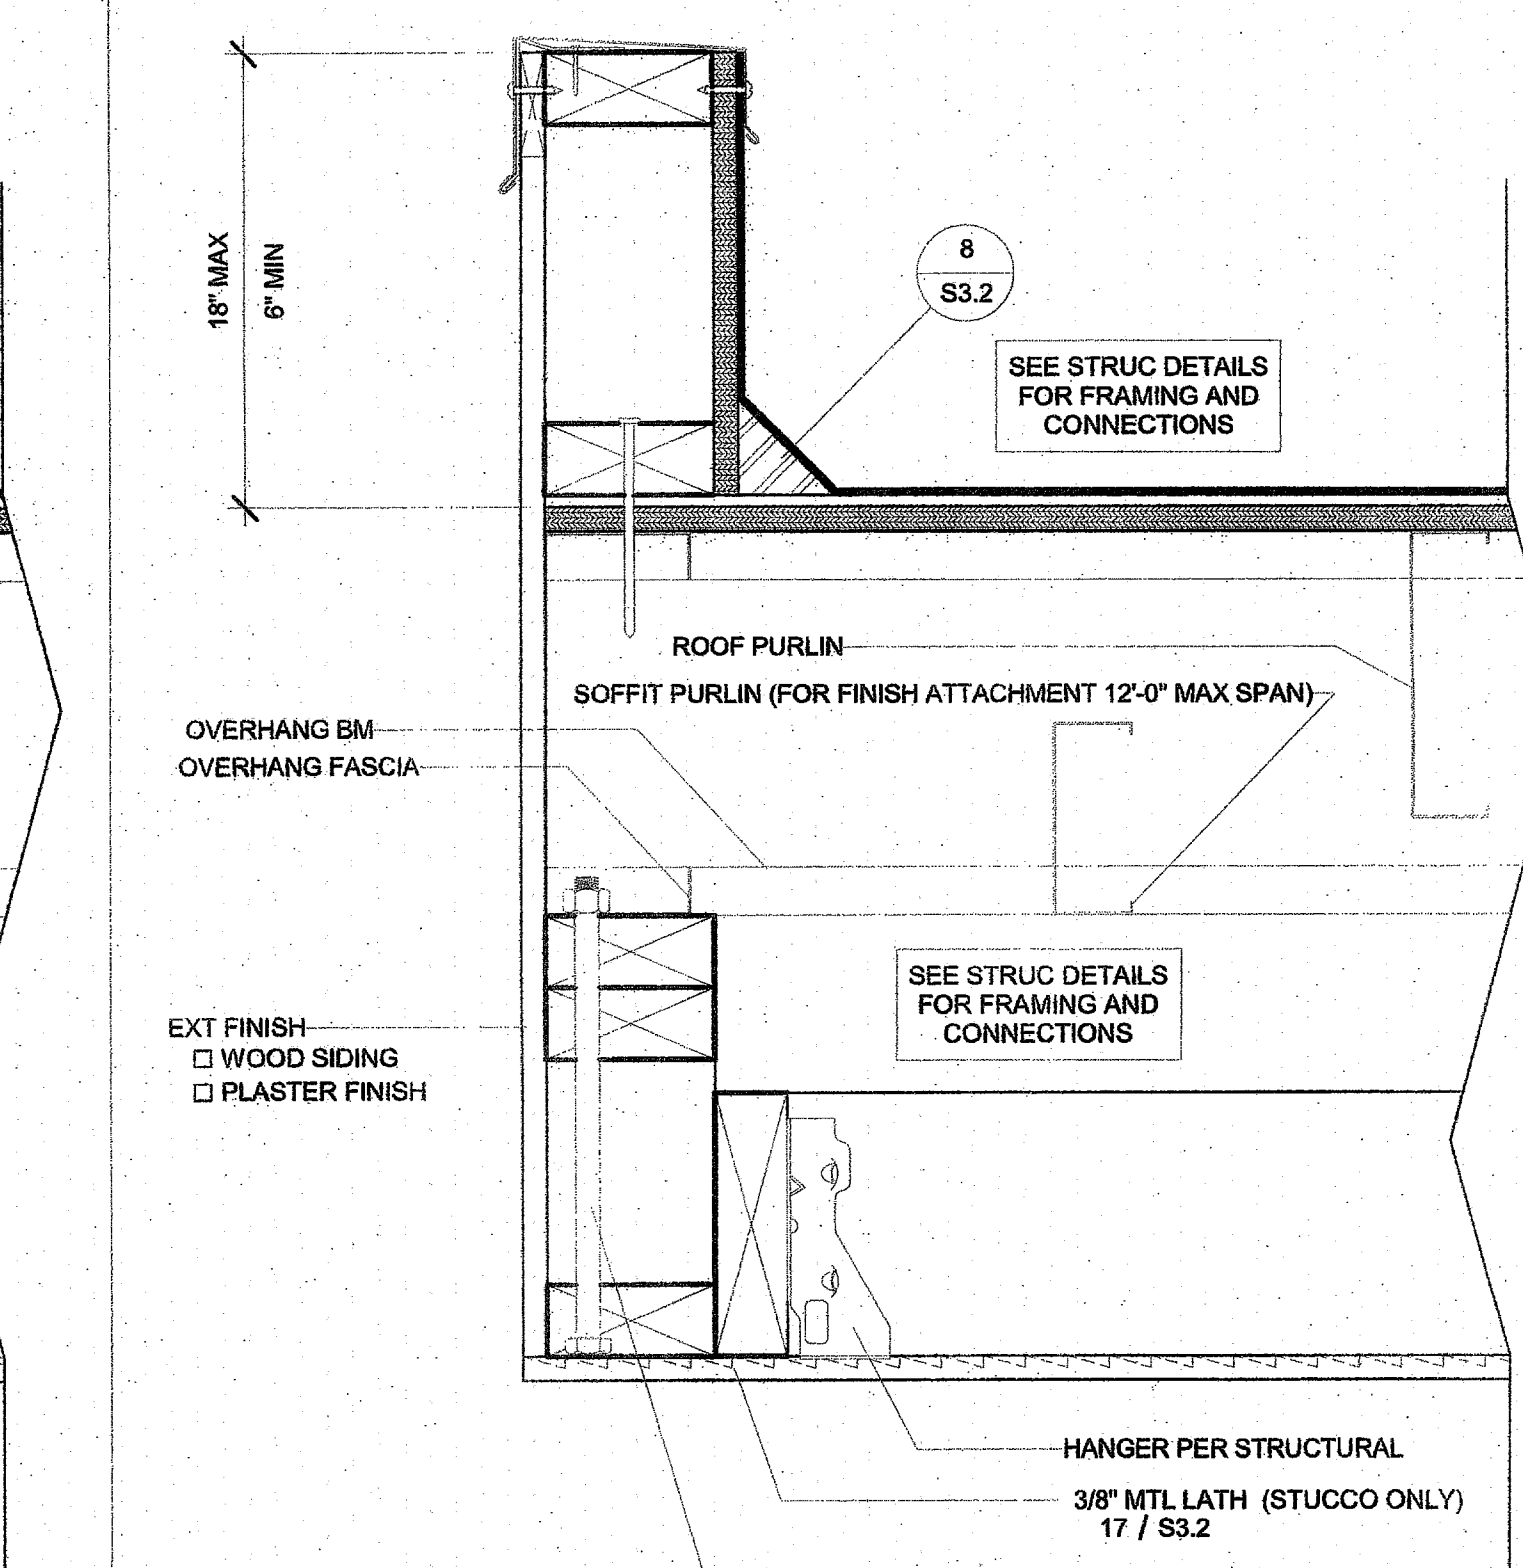 18" MAX
6" MIN
8
S3.2
SEE STRUC DETAILS
FOR FRAMING AND
CONNECTIONS
ROOF PURLIN
SOFFIT PURLIN (FOR FINISH ATTACHMENT 12'-0" MAX SPAN)
OVERHANG BM
OVERHANG FASCIA
SEE STRUC DETAILS
FOR FRAMING AND
CONNECTIONS
EXT FINISH
☐ WOOD SIDING
☐ PLASTER FINISH
HANGER PER STRUCTURAL
3/8" MTL LATH (STUCCO ONLY)
17 / S3.2